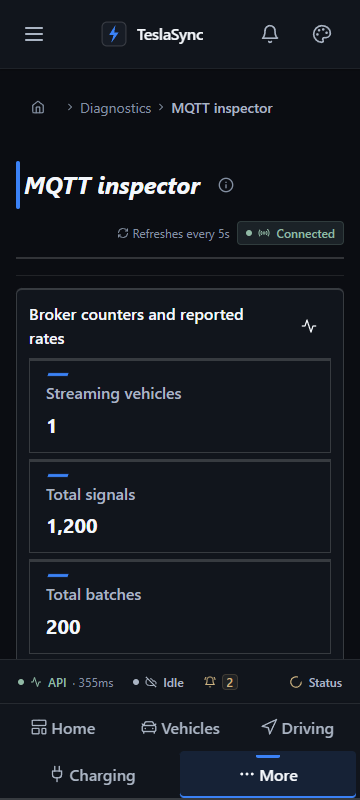 TeslaSync
Diagnostics MQTT inspector
MQTT inspector
Refreshes every 5s Connected
Broker counters and reported
rates
Streaming vehicles
1
Total signals
1,200
Total batches
200
API · 355ms Idle 2 Status
Home Vehicles Driving
Charging More